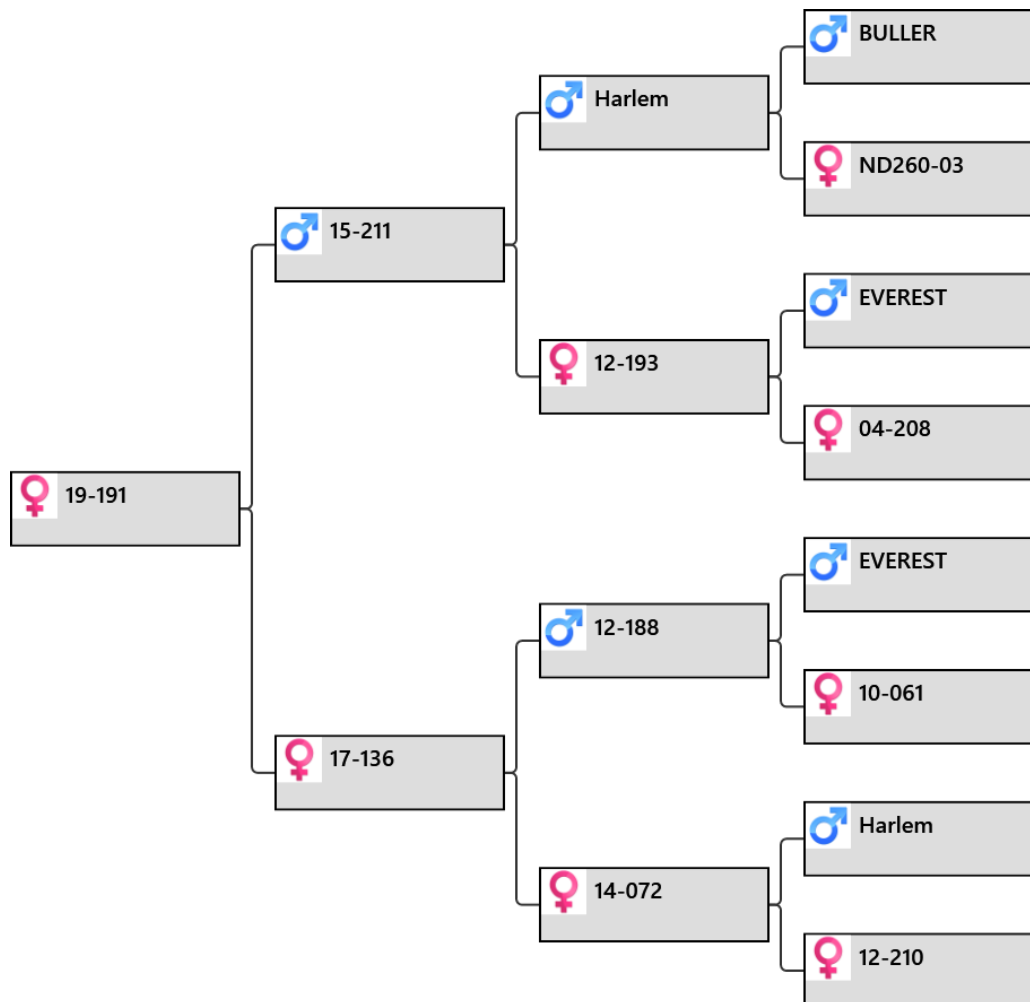 BULLER
Harlem
ND260-03
15-211
EVEREST
12-193
04-208
19-191
EVEREST
12-188
10-061
17-136
Harlem
14-072
12-210